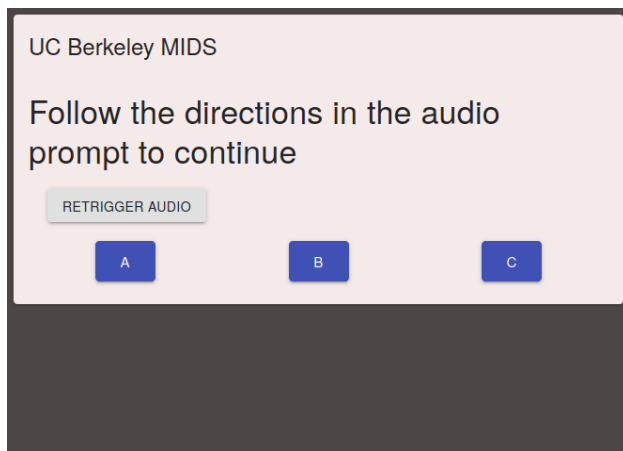 UC Berkeley MIDS
Follow the directions in the audio
prompt to continue
RETRIGGER AUDIO
A B C